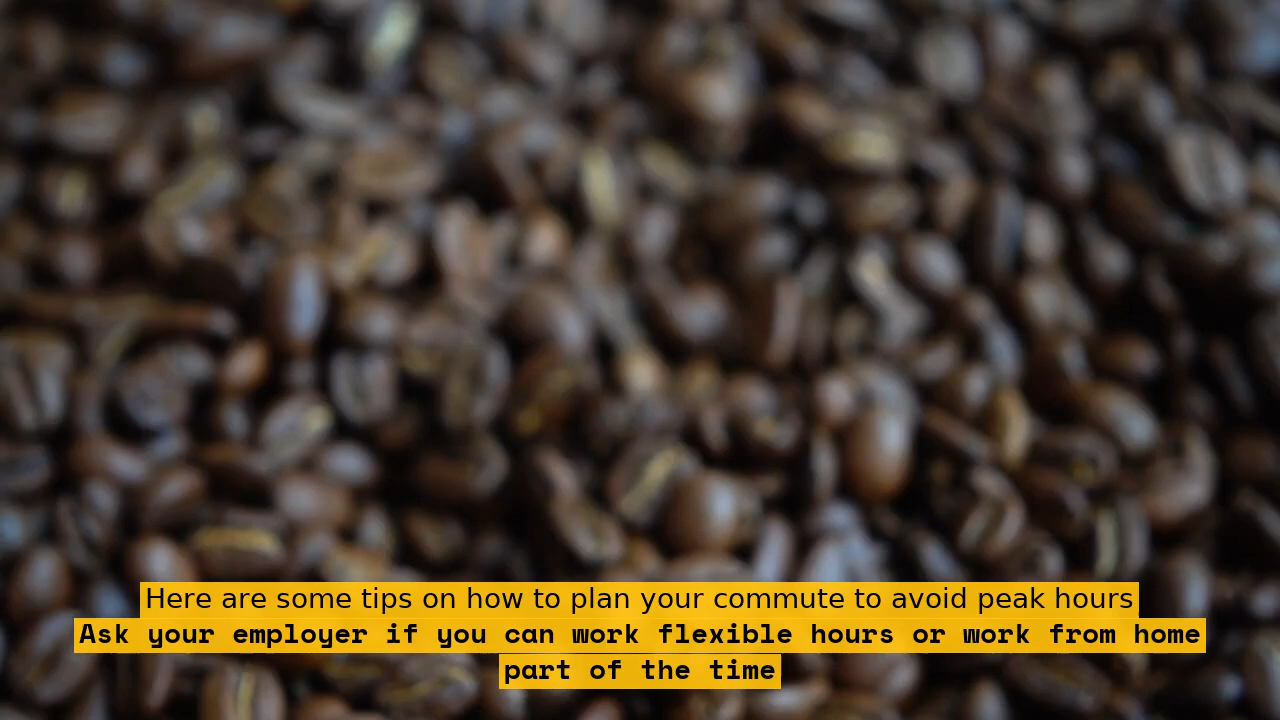 Here are some tips on how to plan your commute to avoid peak hours
Ask your employer if you can work flexible hours or work from home
part of the time